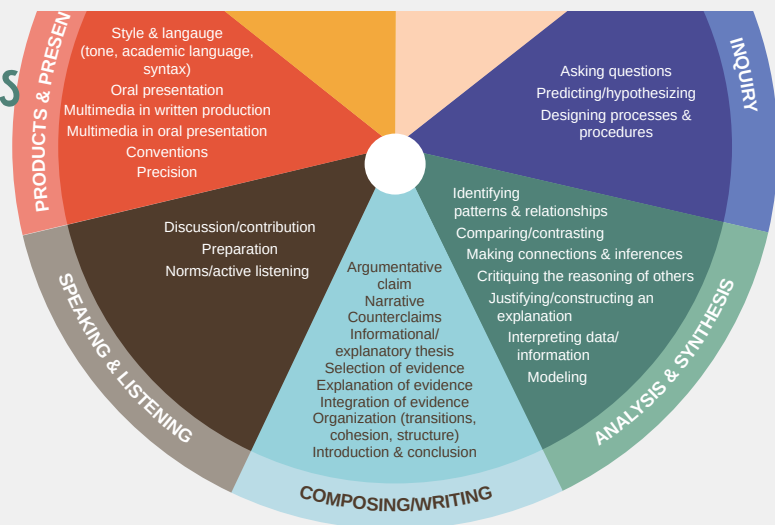 S
PRODUCTS & PRESEN
Style & langauge
(tone, academic language,
syntax)
Oral presentation
Multimedia in written production
Multimedia in oral presentation
Conventions
Precision
INQUIRY
Asking questions
Predicting/hypothesizing
Designing processes &
procedures
SPEAKING & LISTENING
Discussion/contribution
Preparation
Norms/active listening
COMPOSING/WRITING
Argumentative
claim
Narrative
Counterclaims
Informational/
explanatory thesis
Selection of evidence
Explanation of evidence
Integration of evidence
Organization (transitions,
cohesion, structure)
Introduction & conclusion
ANALYSIS & SYNTHESIS
Identifying
patterns & relationships
Comparing/contrasting
Making connections & inferences
Critiquing the reasoning of others
Justifying/constructing an
explanation
Interpreting data/
information
Modeling